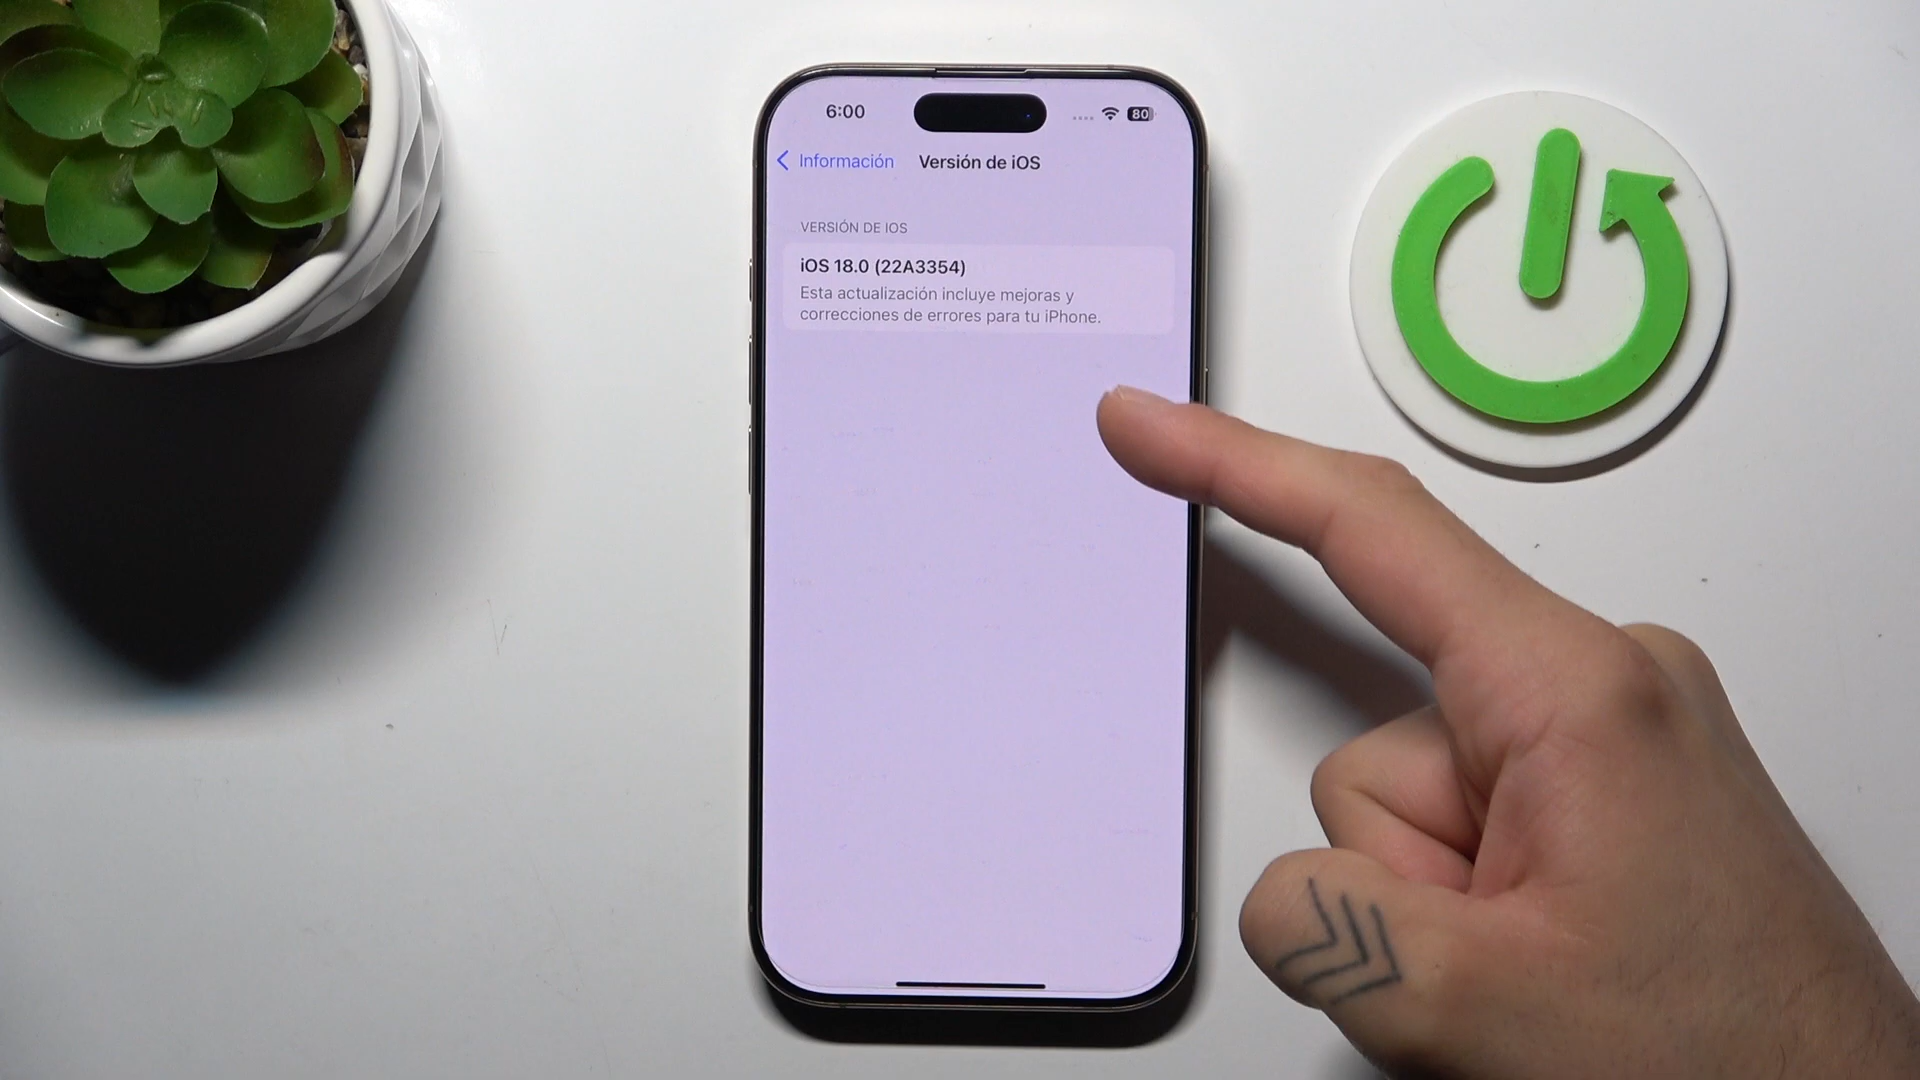 6:00
80
Información
Versión de iOS
VERSIÓN DE IOS
iOS 18.0 (22A3354)
Esta actualización incluye mejoras y
correcciones de errores para tu iPhone.